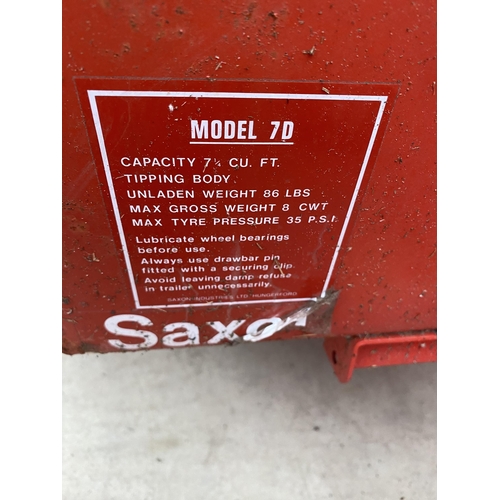 MODEL 7D
CAPACITY 7¼ CU. FT.
TIPPING BODY.
UNLADEN WEIGHT 86 LBS
MAX GROSS WEIGHT 8 CWT
MAX TYRE PRESSURE 35 P.S.I.
Lubricate wheel bearings
before use.
Always use drawbar pin
fitted with a securing clip
Avoid leaving damp refuse
in trailer unnecessarily.
SAXON INDUSTRIES LTD. HUNGERFORD
Saxon